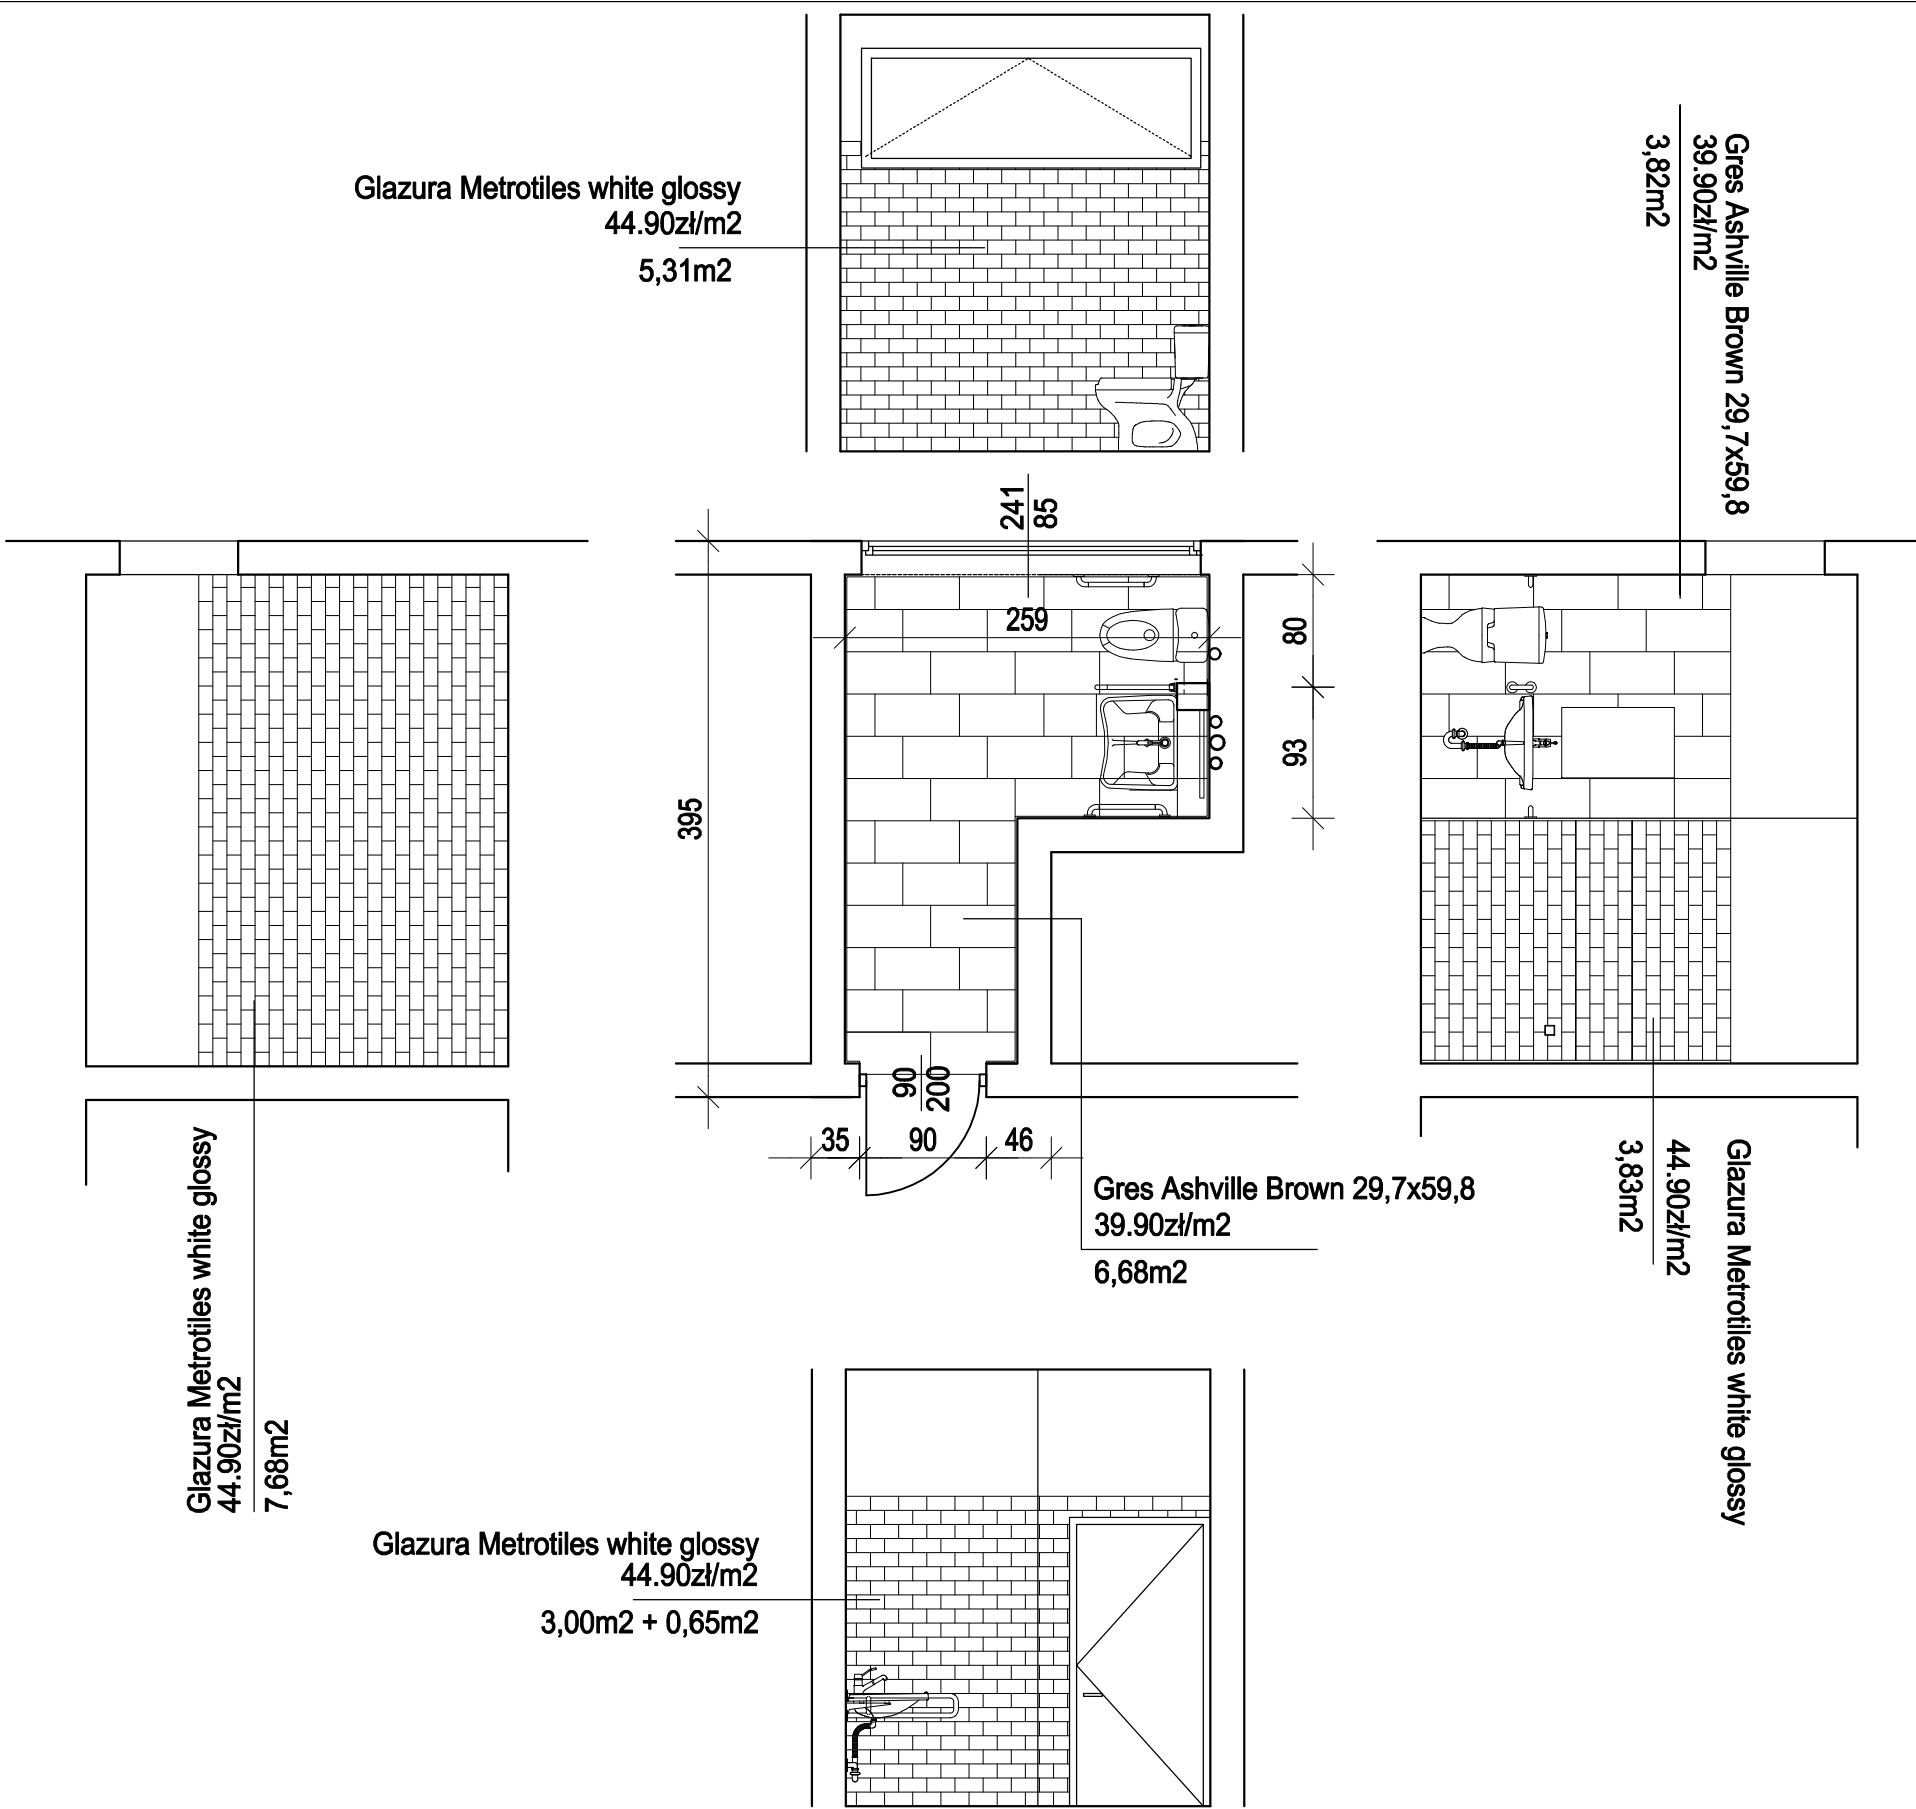 Glazura Metrotiles white glossy
44.90zł/m2
5,31m2
Gres Ashville Brown 29,7x59,8
39.90zł/m2
3,82m2
241
85
259
80
93
395
90
200
35
90
46
Gres Ashville Brown 29,7x59,8
39.90zł/m2
6,68m2
Glazura Metrotiles white glossy
44.90zł/m2
3,83m2
Glazura Metrotiles white glossy
44.90zł/m2
7,68m2
Glazura Metrotiles white glossy
44.90zł/m2
3,00m2 + 0,65m2